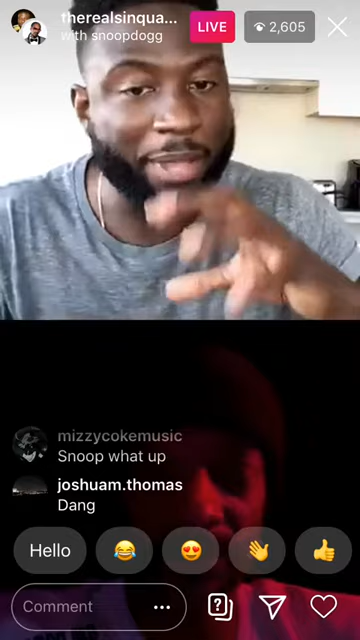 therealsinqua...
with snoopdogg
LIVE
2,605
mizzycokemusic
Snoop what up
joshuam.thomas
Dang
Hello
Comment